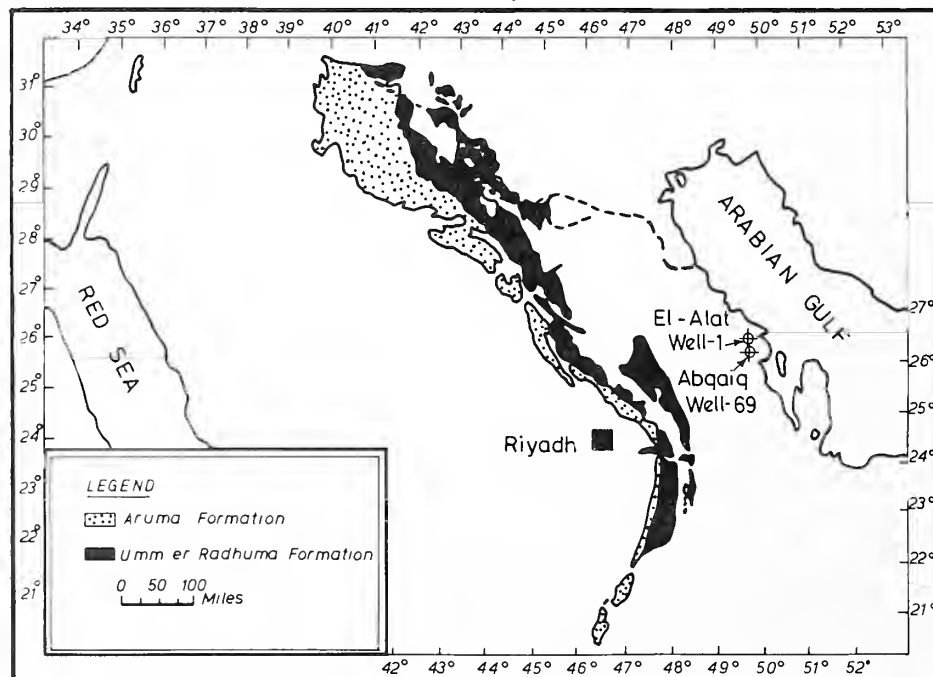 34° 35° 36° 37° 38° 39° 40° 41° 42° 43° 44° 45° 46° 47° 48° 49° 50° 51° 52° 53°
31°
30°
29°
28°
27°
26°
25°
24°
23°
22°
21°
RED SEA
ARABIAN GULF
El-Alat
Well-1
Abqaiq
Well-69
Riyadh
27°
26°
25°
24°
23°
22°
21°
LEGEND
Aruma Formation
Umm er Radhuma Formation
0 50 100
Miles
42° 43° 44° 45° 46° 47° 48° 49° 50° 51° 52°